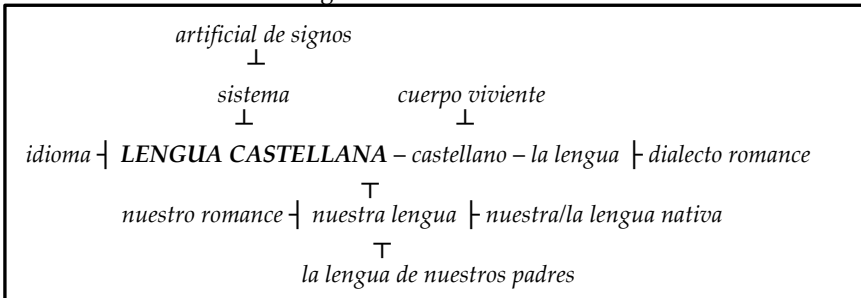 artificial de signos
⊥
sistema cuerpo viviente
⊥ ⊥
idioma ┤ LENGUA CASTELLANA – castellano – la lengua ├ dialecto romance
⊤
nuestro romance ┤ nuestra lengua ├ nuestra/la lengua nativa
⊤
la lengua de nuestros padres